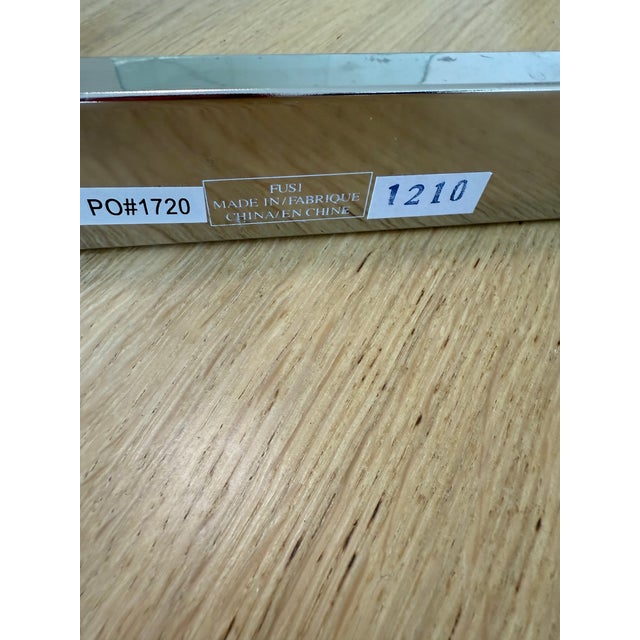 PO#1720
FUSI
MADE IN/FABRIQUE
CHINA/EN CHINE
1210